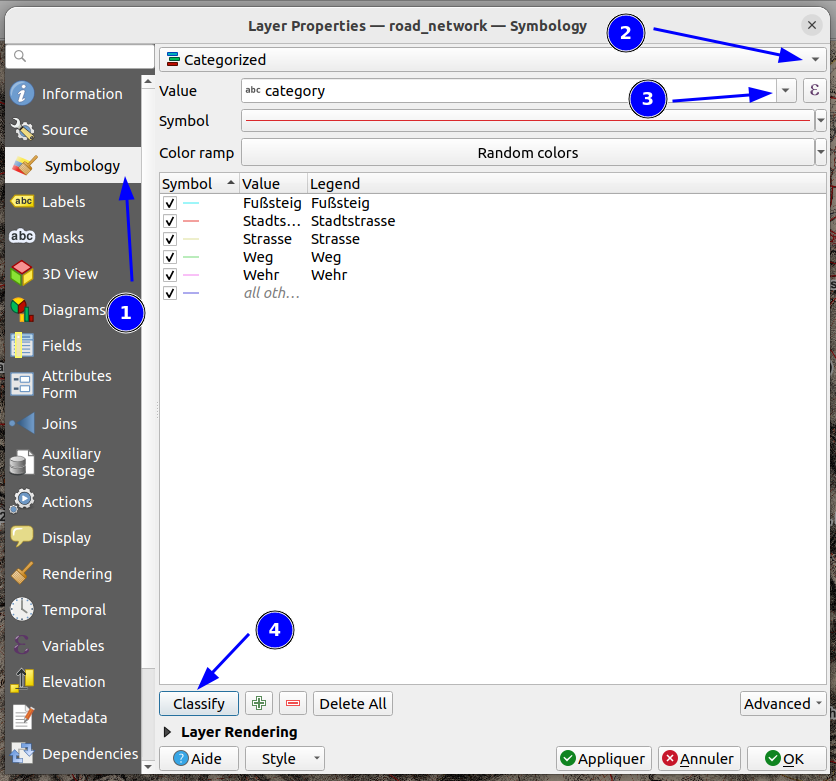 Layer Properties — road_network — Symbology
2
Categorized
Information
Value
abc category
ε
3
Source
Symbol
Symbology
Color ramp
Random colors
Symbol
Value
Legend
abc Labels
Fußsteig
Fußsteig
Stadts...
Stadtstrasse
abc Masks
Strasse
Strasse
Weg
Weg
3D View
Wehr
Wehr
all oth...
Diagrams
1
Fields
Attributes
Form
Joins
Auxiliary
Storage
Actions
Display
Rendering
Temporal
4
ε Variables
Elevation
Metadata
Dependencies
Classify
Delete All
Advanced
Layer Rendering
Aide
Style
Appliquer
Annuler
OK